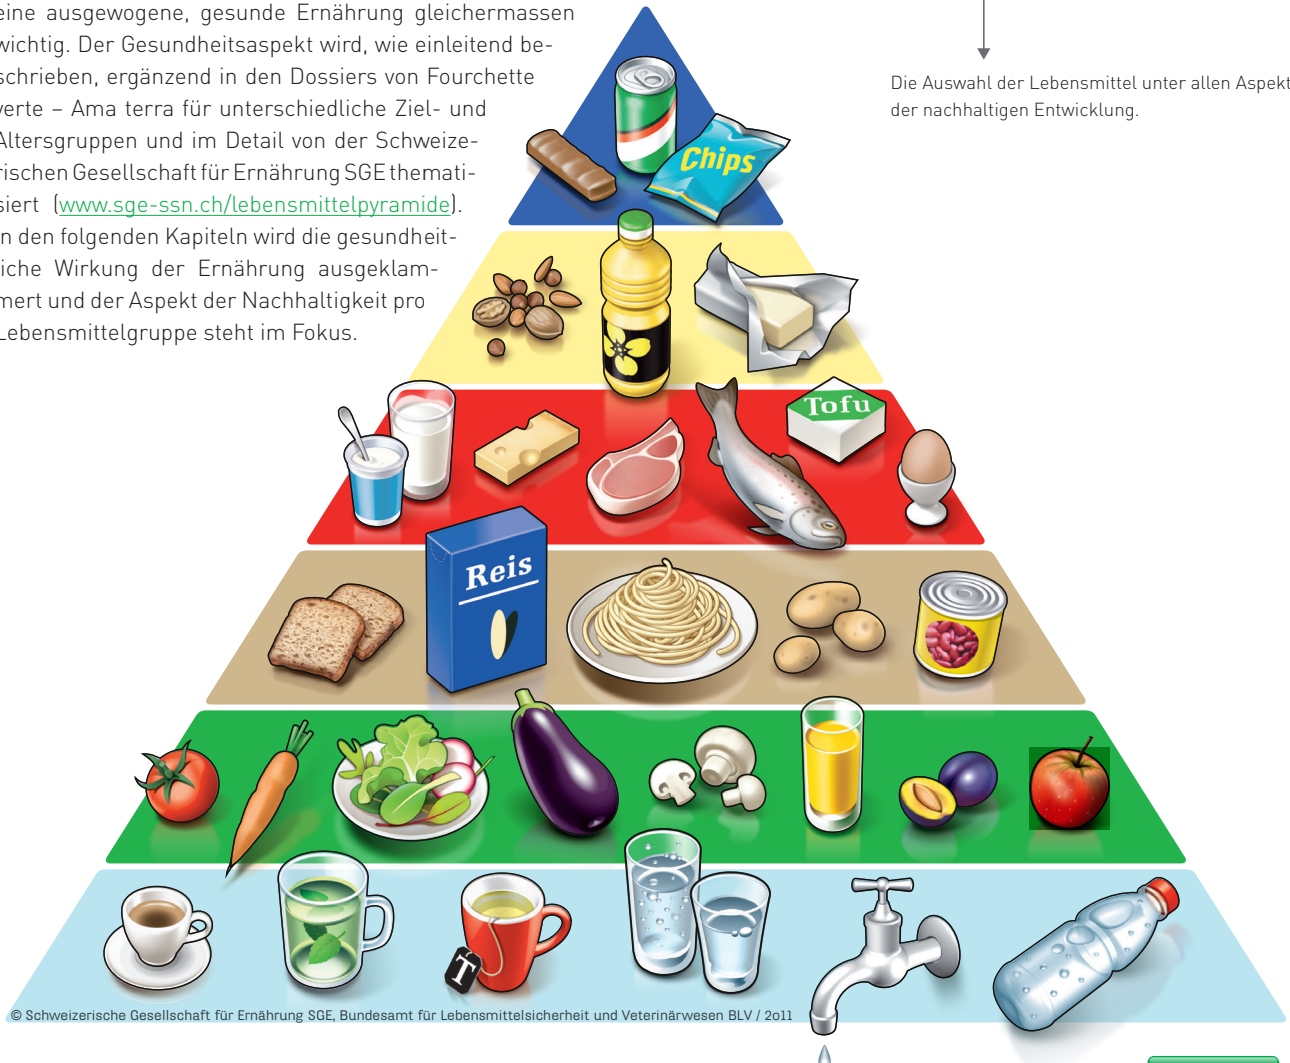 eine ausgewogene, gesunde Ernährung gleichermassen
wichtig. Der Gesundheitsaspekt wird, wie einleitend be-
schrieben, ergänzend in den Dossiers von Fourchette
verte – Ama terra für unterschiedliche Ziel- und
Altersgruppen und im Detail von der Schweize-
rischen Gesellschaft für Ernährung SGE themati-
siert (www.sge-ssn.ch/lebensmittelpyramide).
In den folgenden Kapiteln wird die gesundheit-
liche Wirkung der Ernährung ausgeklam-
mert und der Aspekt der Nachhaltigkeit pro
Lebensmittelgruppe steht im Fokus.
Die Auswahl der Lebensmittel unter allen Aspekt
der nachhaltigen Entwicklung.
Chips
Tofu
Reis
T
© Schweizerische Gesellschaft für Ernährung SGE, Bundesamt für Lebensmittelsicherheit und Veterinärwesen BLV / 2011